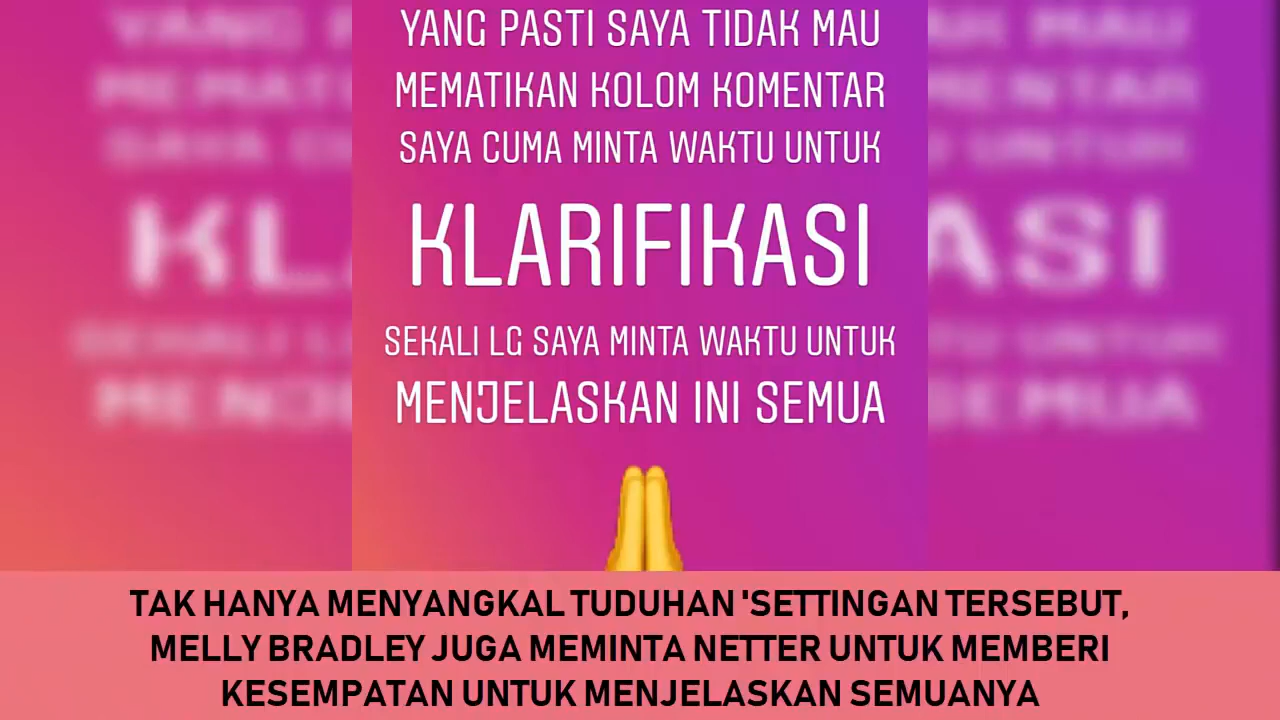 YANG PASTI SAYA TIDAK MAU
MEMATIKAN KOLOM KOMENTAR
SAYA CUMA MINTA WAKTU UNTUK
KLARIFIKASI
SEKALI LG SAYA MINTA WAKTU UNTUK
MENJELASKAN INI SEMUA
TAK HANYA MENYANGKAL TUDUHAN 'SETTINGAN TERSEBUT,
MELLY BRADLEY JUGA MEMINTA NETTER UNTUK MEMBERI
KESEMPATAN UNTUK MENJELASKAN SEMUANYA